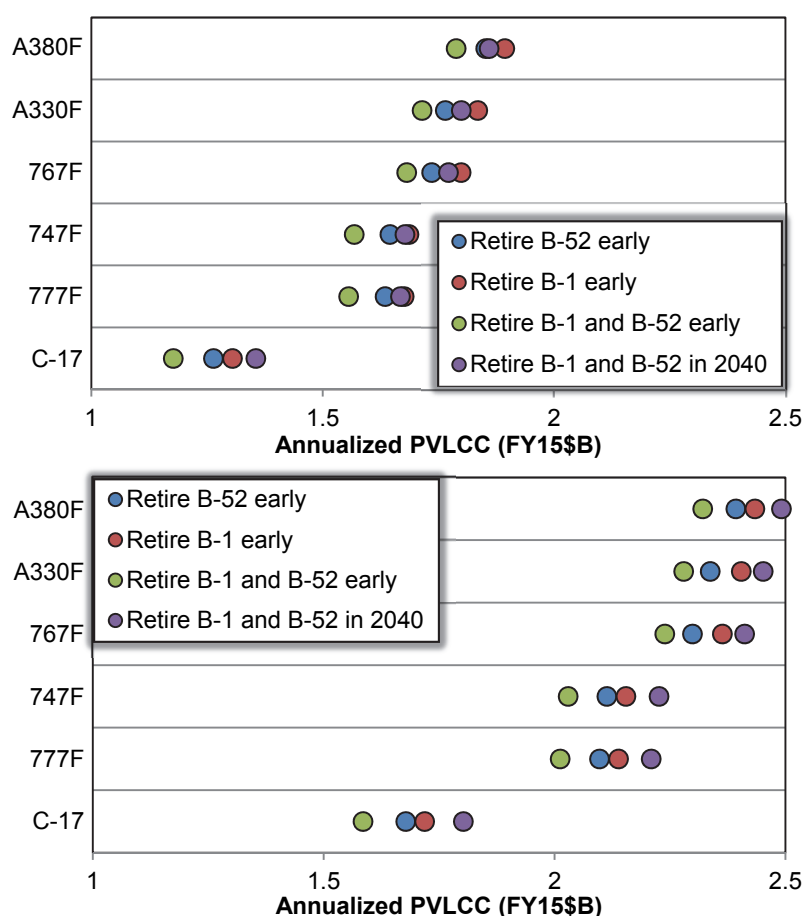 A380F
A330F
767F
747F
777F
C-17
Retire B-52 early
Retire B-1 early
Retire B-1 and B-52 early
Retire B-1 and B-52 in 2040
1 1.5 2 2.5
Annualized PVLCC (FY15$B)
A380F
A330F
767F
747F
777F
C-17
Retire B-52 early
Retire B-1 early
Retire B-1 and B-52 early
Retire B-1 and B-52 in 2040
1 1.5 2 2.5
Annualized PVLCC (FY15$B)